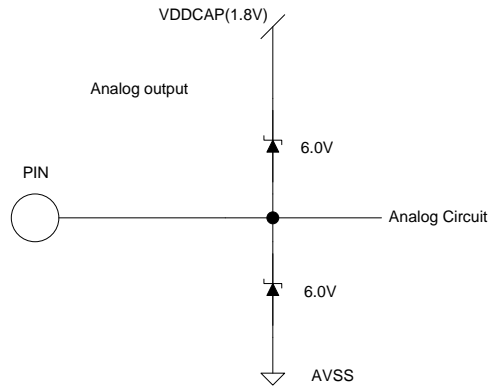 VDDCAP(1.8V)
Analog output
6.0V
PIN
Analog Circuit
6.0V
AVSS